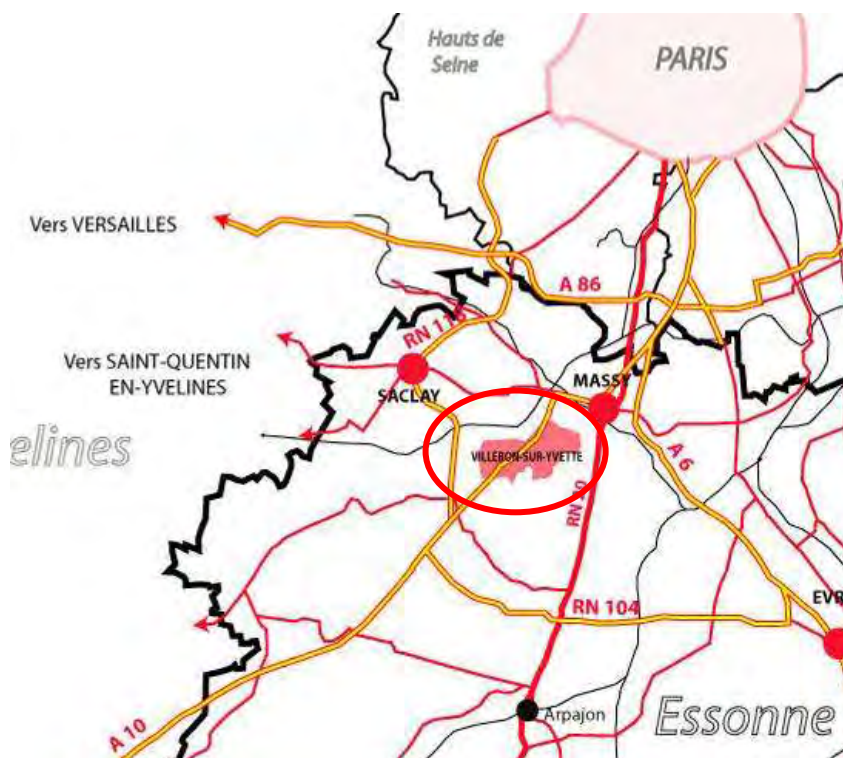 Hauts de
Seine
PARIS
Vers VERSAILLES
A 86
RN 118
Vers SAINT-QUENTIN
EN-YVELINES
MASSY
SACLAY
elines
VILLEBON-SUR-YVETTE
A 6
RN 20
RN 104
EVR
A 10
Arpajon
Essonne